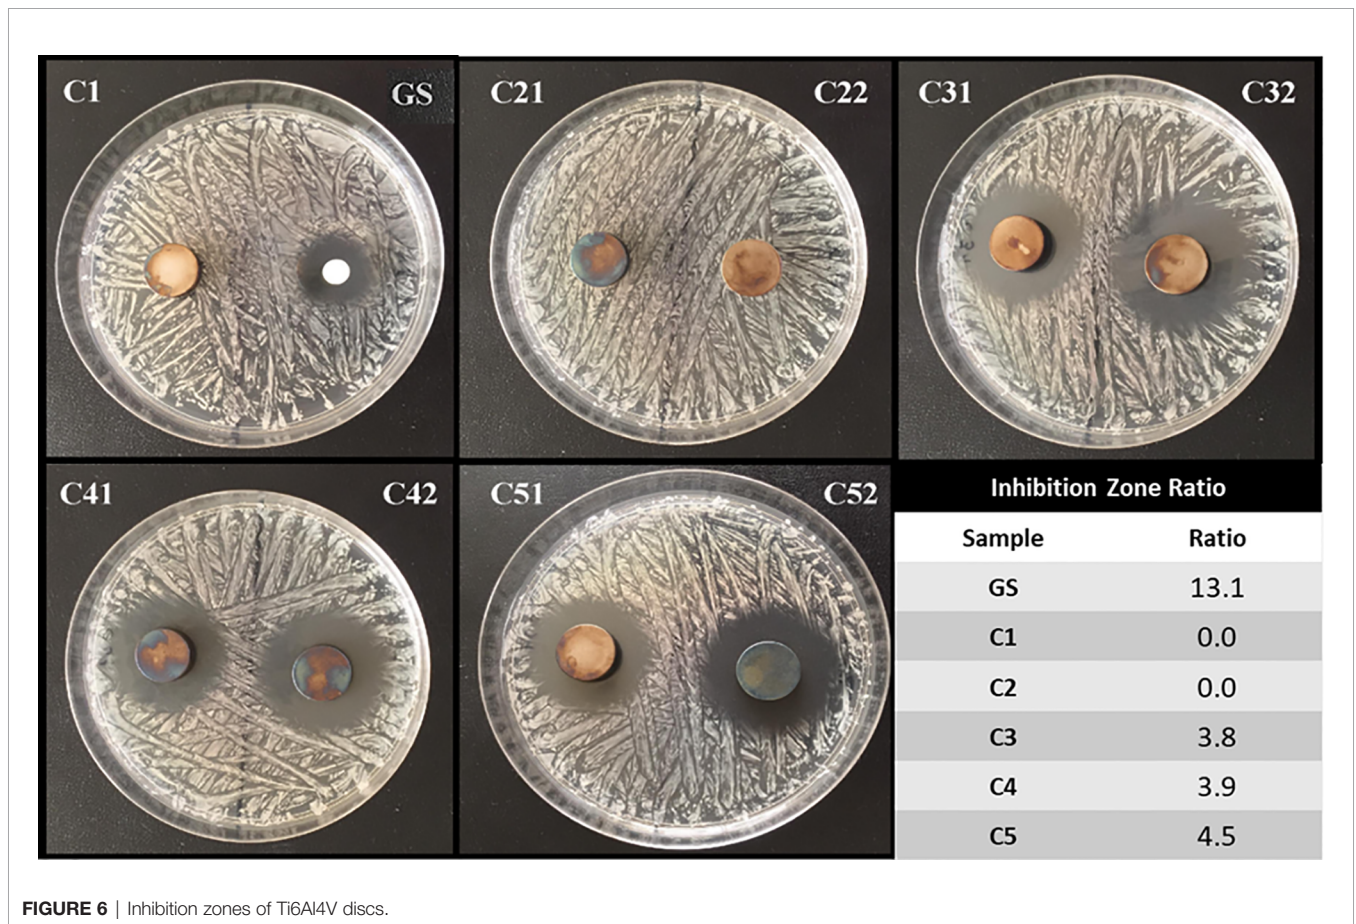 C1 GS
C21 C22
C31 C32
C41 C42
C51 C52
Inhibition Zone Ratio
Sample Ratio
GS 13.1
C1 0.0
C2 0.0
C3 3.8
C4 3.9
C5 4.5
FIGURE 6 | Inhibition zones of Ti6Al4V discs.